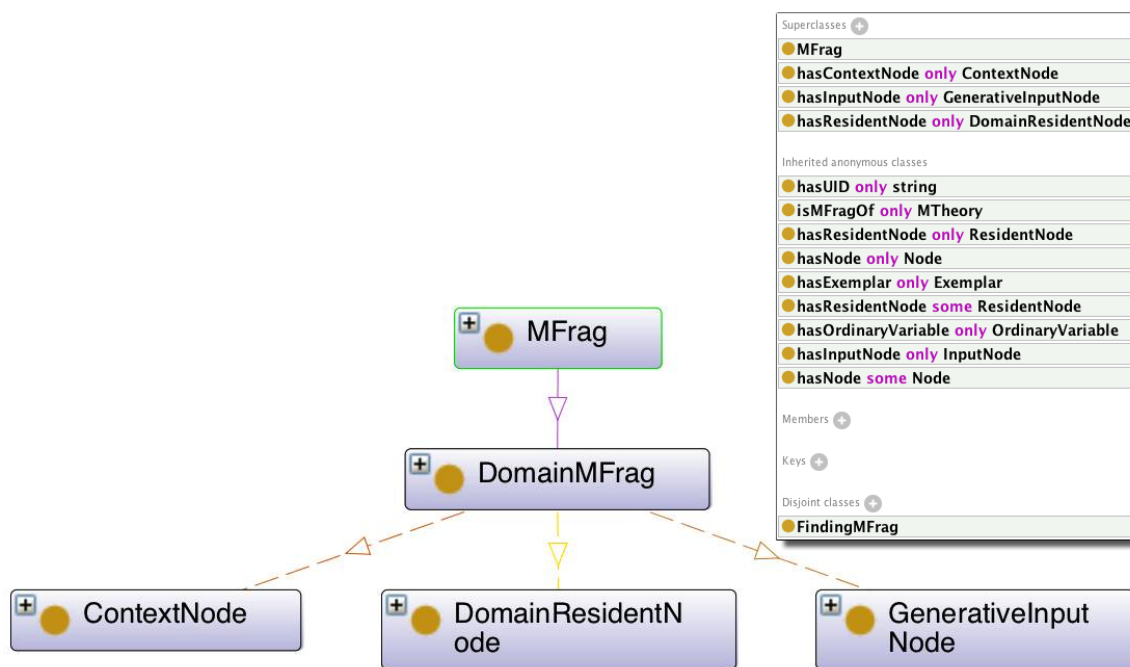 Superclasses
MFrag
hasContextNode only ContextNode
hasInputNode only GenerativeInputNode
hasResidentNode only DomainResidentNode
Inherited anonymous classes
hasUID only string
isMFragOf only MTheory
hasResidentNode only ResidentNode
hasNode only Node
hasExemplar only Exemplar
hasResidentNode some ResidentNode
hasOrdinaryVariable only OrdinaryVariable
hasInputNode only InputNode
hasNode some Node
Members
Keys
Disjoint classes
FindingMFrag
MFrag
DomainMFrag
ContextNode
DomainResidentN
ode
GenerativeInput
Node